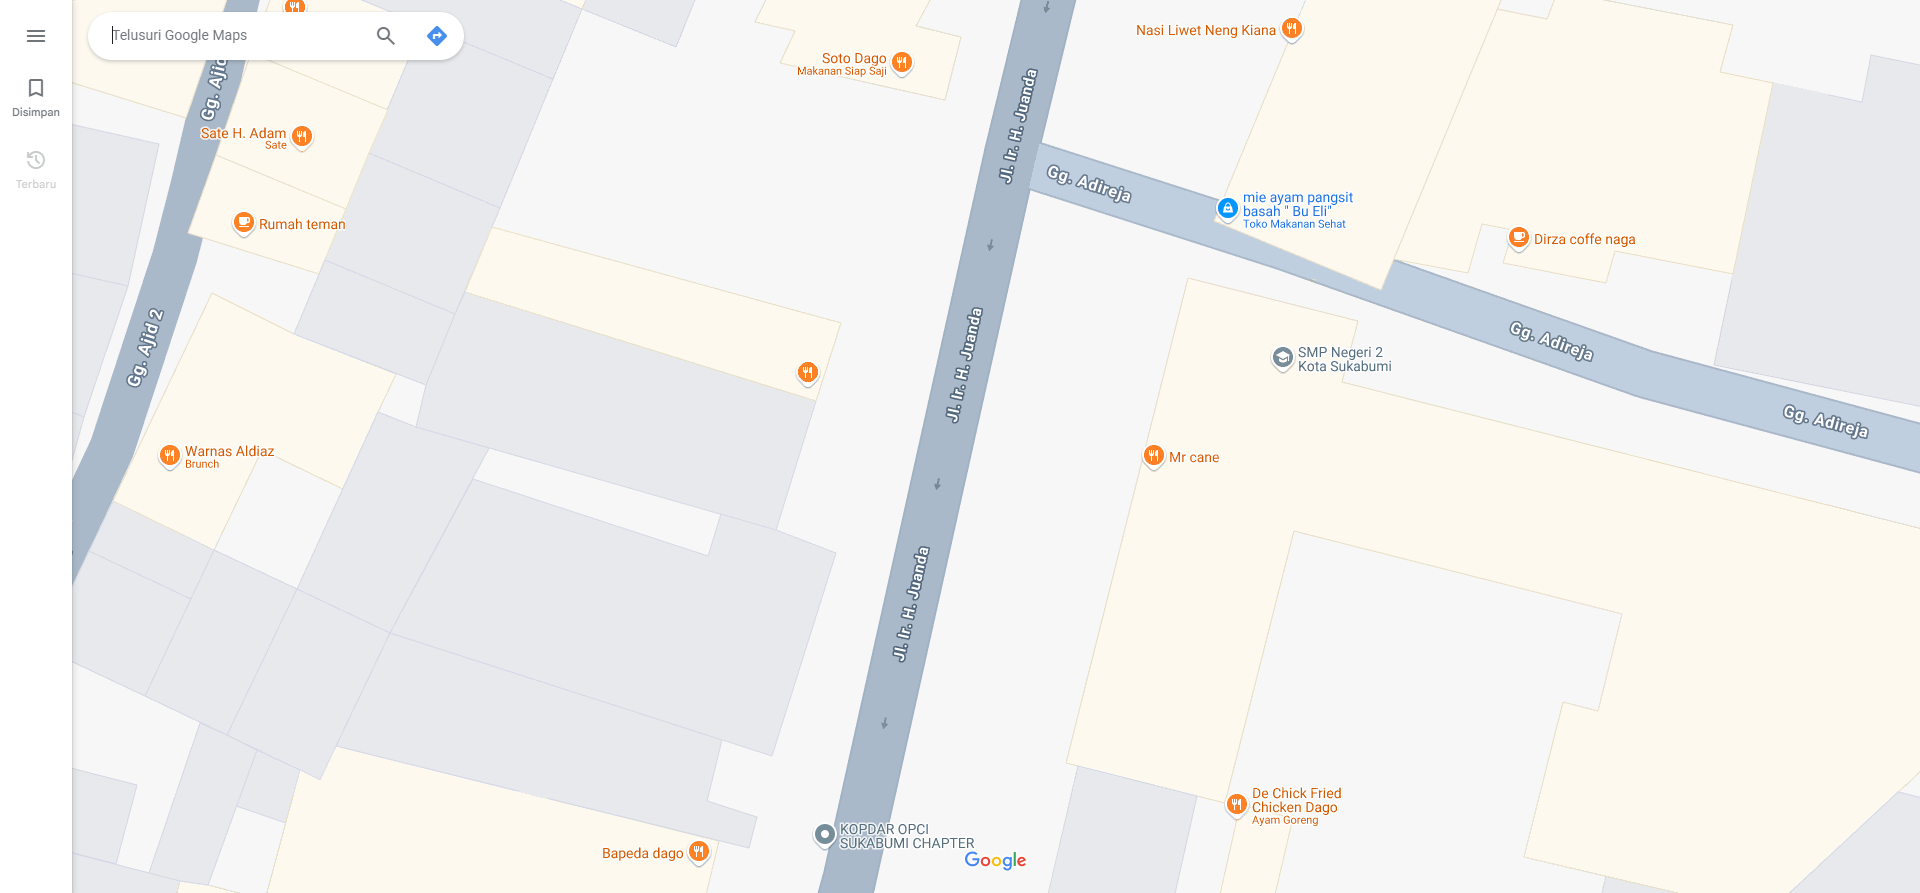 Telusuri Google Maps
Disimpan
Terbaru
Gg. Ajid
Sate H. Adam
Sate
Rumah teman
Gg. Ajid 2
Warnas Aldiaz
Brunch
Soto Dago
Makanan Siap Saji
Jl. Ir. H. Juanda
Nasi Liwet Neng Kiana
Gg. Adireja
mie ayam pangsit
basah " Bu Eli"
Toko Makanan Sehat
Dirza coffe naga
Jl. Ir. H. Juanda
SMP Negeri 2
Kota Sukabumi
Gg. Adireja
Gg. Adireja
Mr cane
Jl. Ir. H. Juanda
De Chick Fried
Chicken Dago
Ayam Goreng
KOPDAR OPCI
SUKABUMI CHAPTER
Bapeda dago
Google